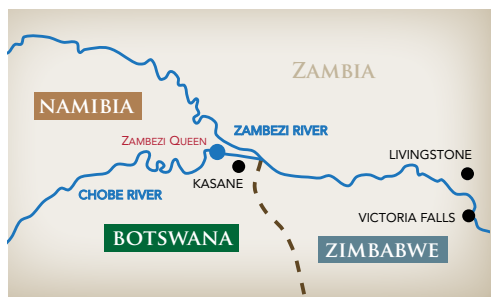 ZAMBIA
NAMIBIA
ZAMBEZI QUEEN
ZAMBEZI RIVER
LIVINGSTONE
KASANE
CHOBE RIVER
VICTORIA FALLS
BOTSWANA
ZIMBABWE